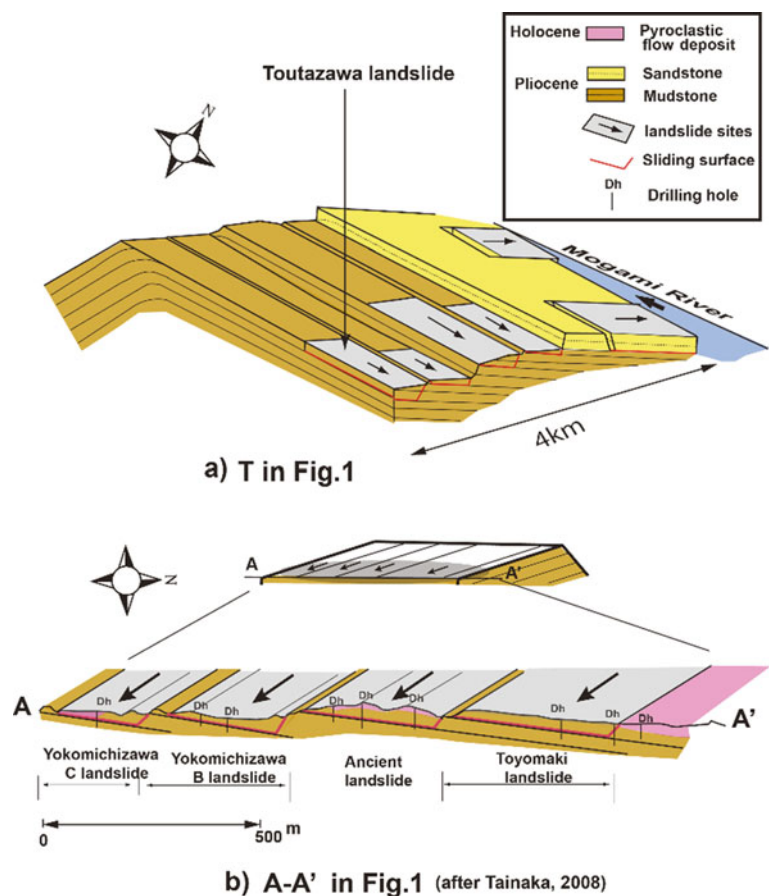 Holocene
Pyroclastic
flow deposit
Pliocene
Sandstone
Mudstone
landslide sites
Sliding surface
Dh
Drilling hole
Toutazawa landslide
N
Mogami River
4km
a) T in Fig.1
N
A
A'
A
Dh
Dh
Dh
Dh
Dh
Dh
Dh
Dh
Dh
A'
Yokomichizawa
C landslide
Yokomichizawa
B landslide
Ancient
landslide
Toyomaki
landslide
0
500 m
b) A-A' in Fig.1 (after Tainaka, 2008)